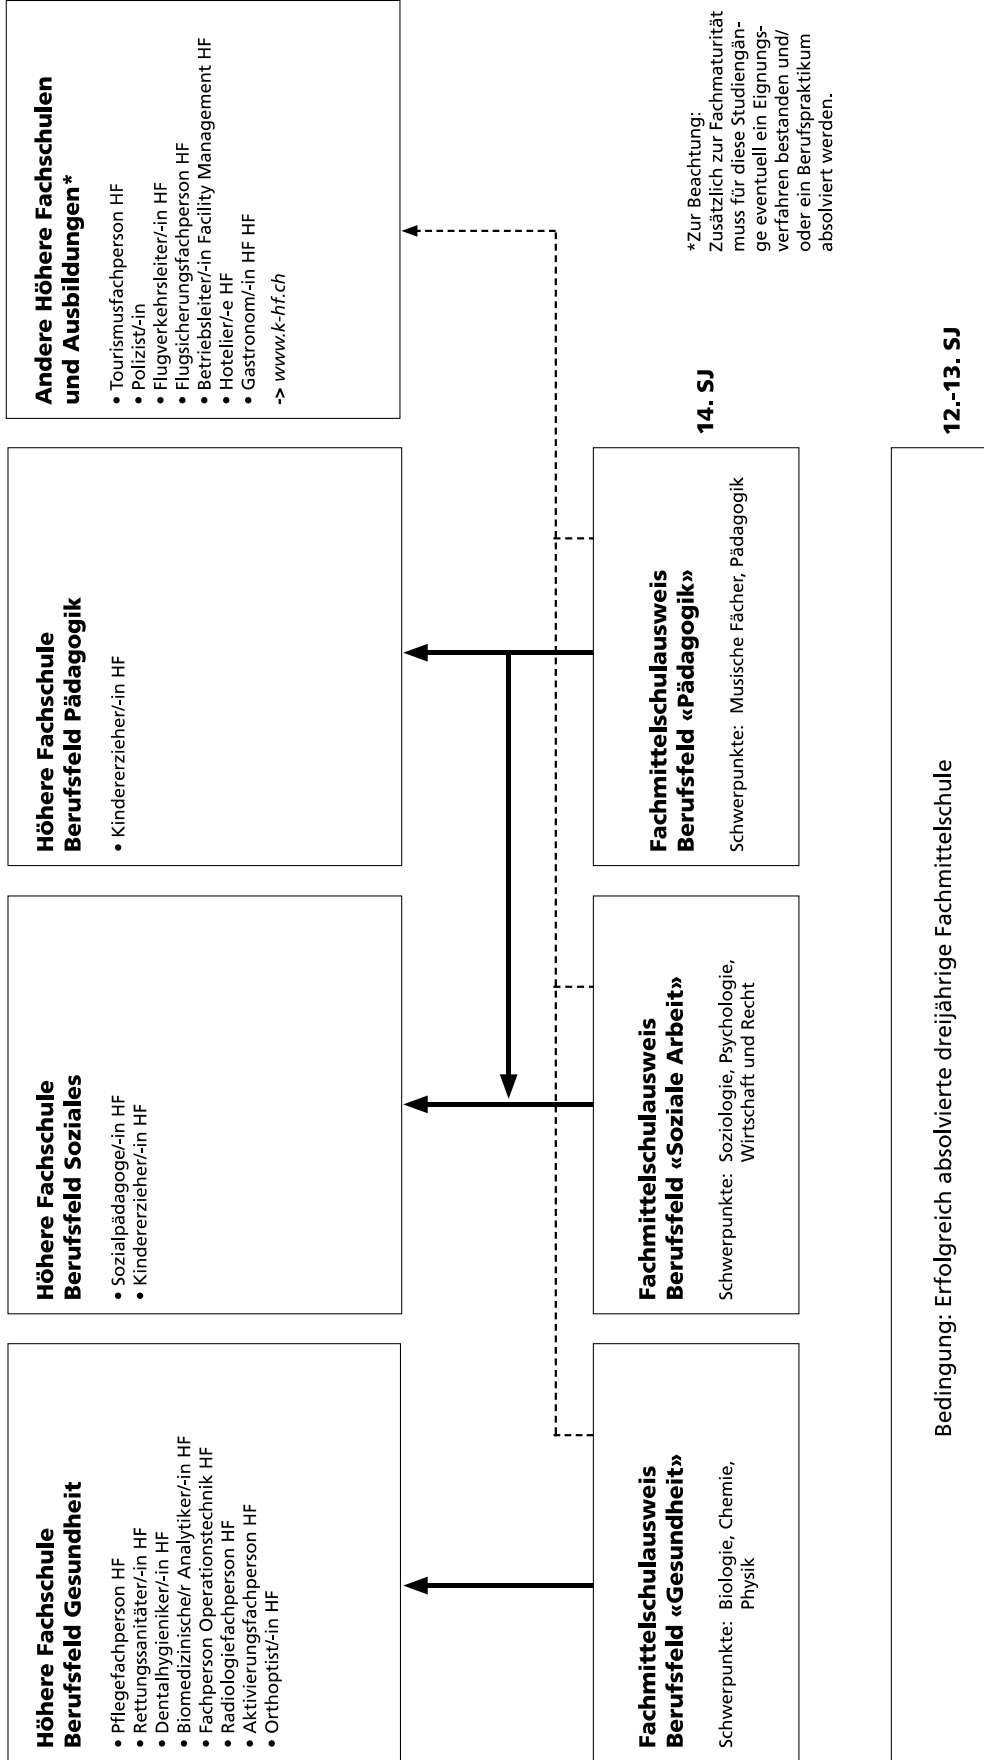 Höhere Fachschule
Berufsfeld Gesundheit
• Pflegefachperson HF
• Rettungssanitäter/-in HF
• Dentalhygieniker/-in HF
• Biomedizinische/r Analytiker/-in HF
• Fachperson Operationstechnik HF
• Radiologiefachperson HF
• Aktivierungsfachperson HF
• Orthoptist/-in HF
Höhere Fachschule
Berufsfeld Soziales
• Sozialpädagoge/-in HF
• Kindererzieher/-in HF
Höhere Fachschule
Berufsfeld Pädagogik
• Kindererzieher/-in HF
Andere Höhere Fachschulen
und Ausbildungen*
• Tourismusfachperson HF
• Polizist/-in
• Flugverkehrsleiter/-in HF
• Flugsicherungsfachperson HF
• Betriebsleiter/-in Facility Management HF
• Hotelier/-e HF
• Gastronom/-in HF HF
-> www.k-hf.ch
Fachmittelschulausweis
Berufsfeld «Gesundheit»
Schwerpunkte: Biologie, Chemie,
Physik
Fachmittelschulausweis
Berufsfeld «Soziale Arbeit»
Schwerpunkte: Soziologie, Psychologie,
Wirtschaft und Recht
Fachmittelschulausweis
Berufsfeld «Pädagogik»
Schwerpunkte: Musische Fächer, Pädagogik
14. SJ
*Zur Beachtung:
Zusätzlich zur Fachmaturität
muss für diese Studiengän-
ge eventuell ein Eignungs-
verfahren bestanden und/
oder ein Berufspraktikum
absolviert werden.
Bedingung: Erfolgreich absolvierte dreijährige Fachmittelschule
12.-13. SJ